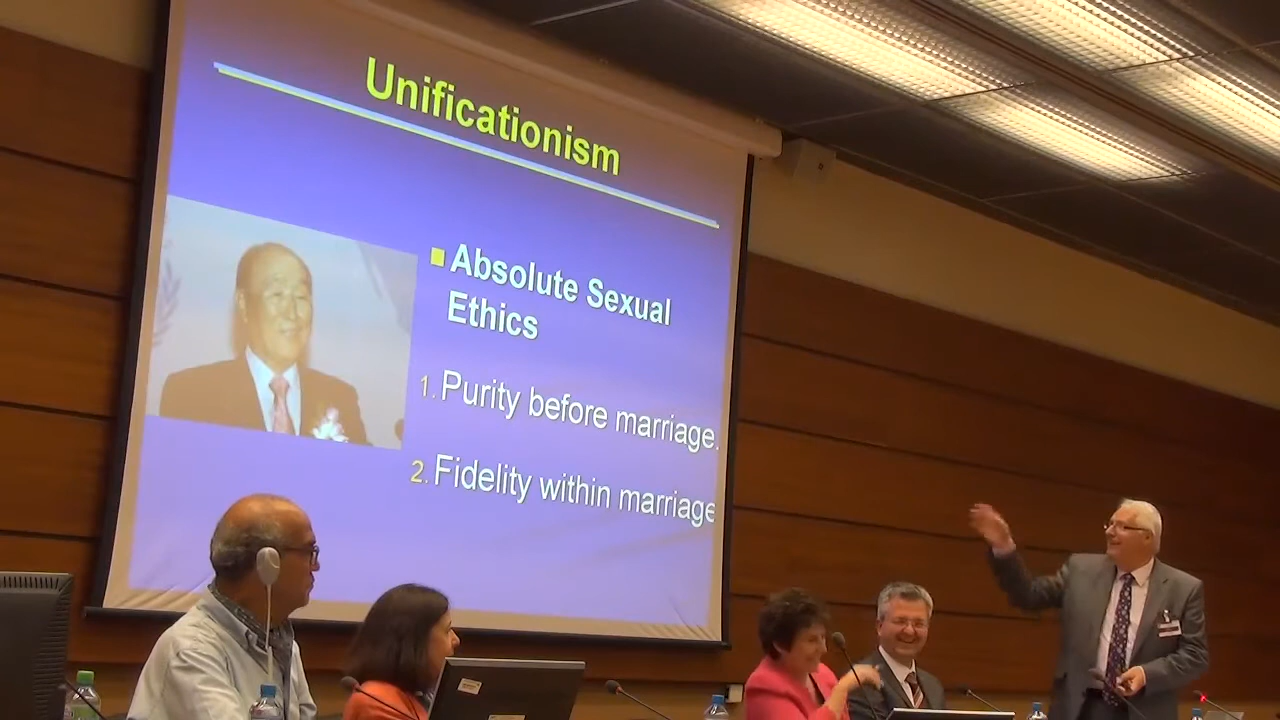 Unificationism
Absolute Sexual
Ethics
1. Purity before marriage.
2. Fidelity within marriage